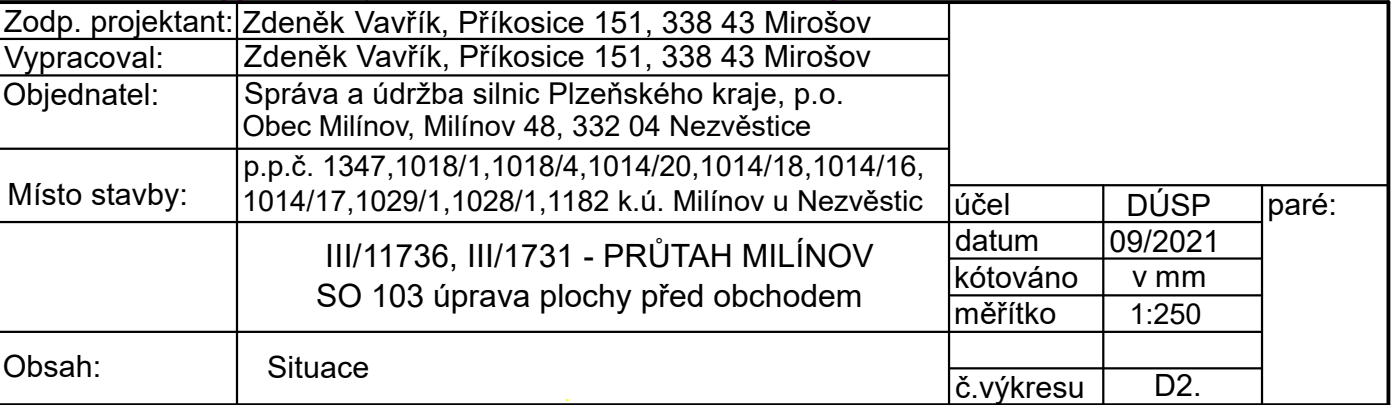 Zodp. projektant: Zdeněk Vavřík, Příkosice 151, 338 43 Mirošov
Vypracoval: Zdeněk Vavřík, Příkosice 151, 338 43 Mirošov
Objednatel: Správa a údržba silnic Plzeňského kraje, p.o.
Obec Milínov, Milínov 48, 332 04 Nezvěstice
Místo stavby: p.p.č. 1347,1018/1,1018/4,1014/20,1014/18,1014/16,
1014/17,1029/1,1028/1,1182 k.ú. Milínov u Nezvěstic
účel DÚSP paré:
datum 09/2021
kótováno v mm
měřítko 1:250
III/11736, III/1731 - PRŮTAH MILÍNOV
SO 103 úprava plochy před obchodem
Obsah: Situace
č.výkresu D2.